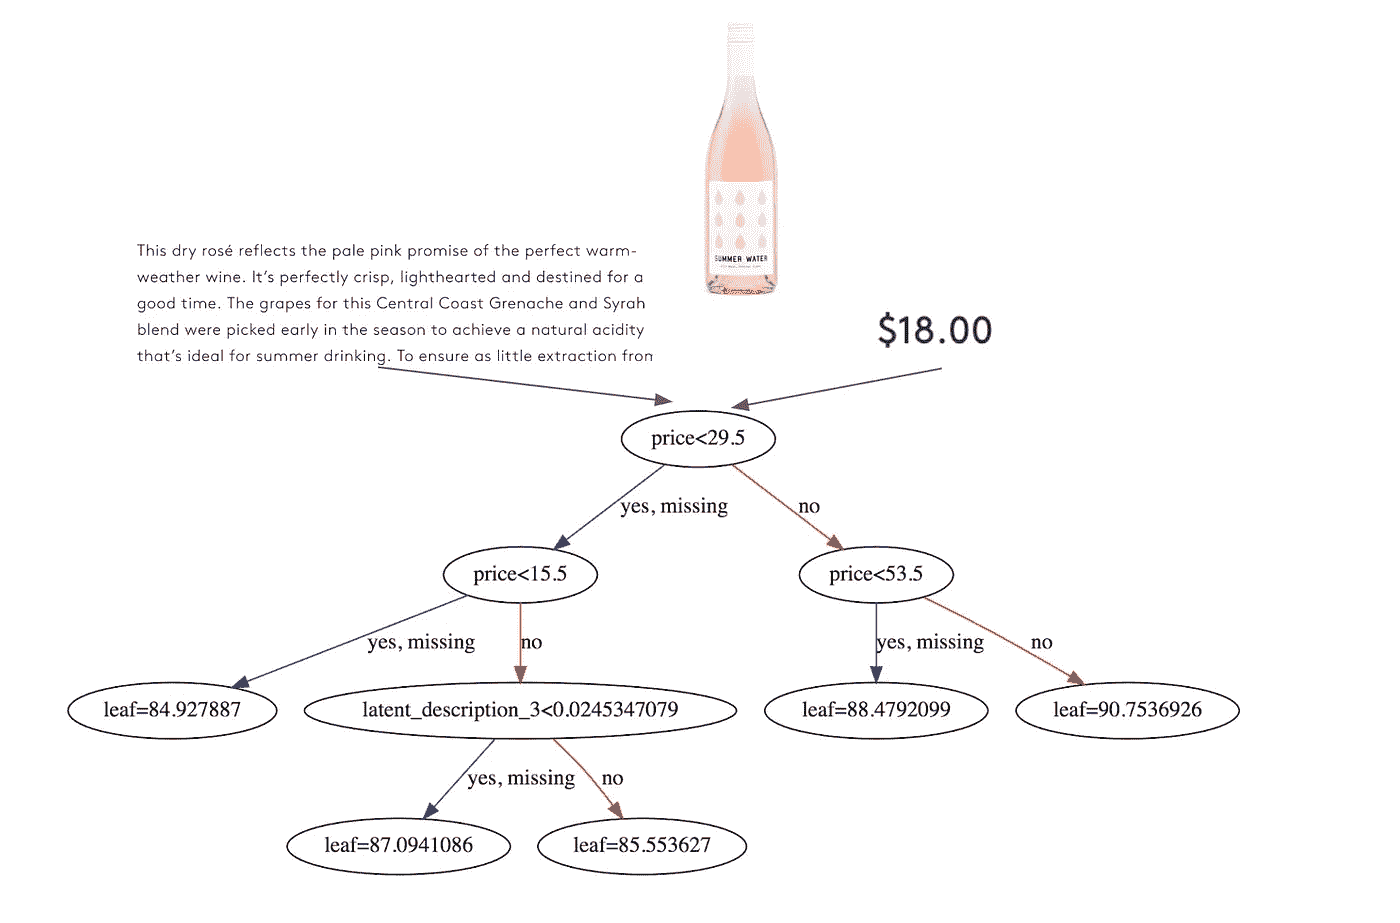 SUMMER WATER
This dry rosé reflects the pale pink promise of the perfect warm-
weather wine. It's perfectly crisp, lighthearted and destined for a
good time. The grapes for this Central Coast Grenache and Syrah
blend were picked early in the season to achieve a natural acidity
that's ideal for summer drinking. To ensure as little extraction from
$18.00
price<29.5
yes, missing
no
price<15.5
price<53.5
yes, missing
no
yes, missing
no
leaf=84.927887
latent_description_3<0.0245347079
leaf=88.4792099
leaf=90.7536926
yes, missing
no
leaf=87.0941086
leaf=85.553627